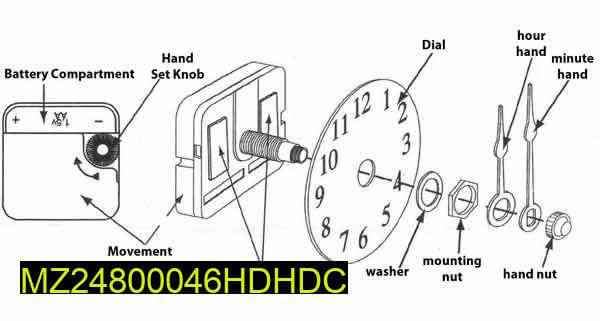 hour
hand
minute
hand
Hand
Set Knob
Dial
Battery Compartment
+ 1.5V
AA −
12
1
2
3
4
5
6
7
8
9
10
11
Movement
washer
mounting
nut
hand nut
MZ24800046HDHDC